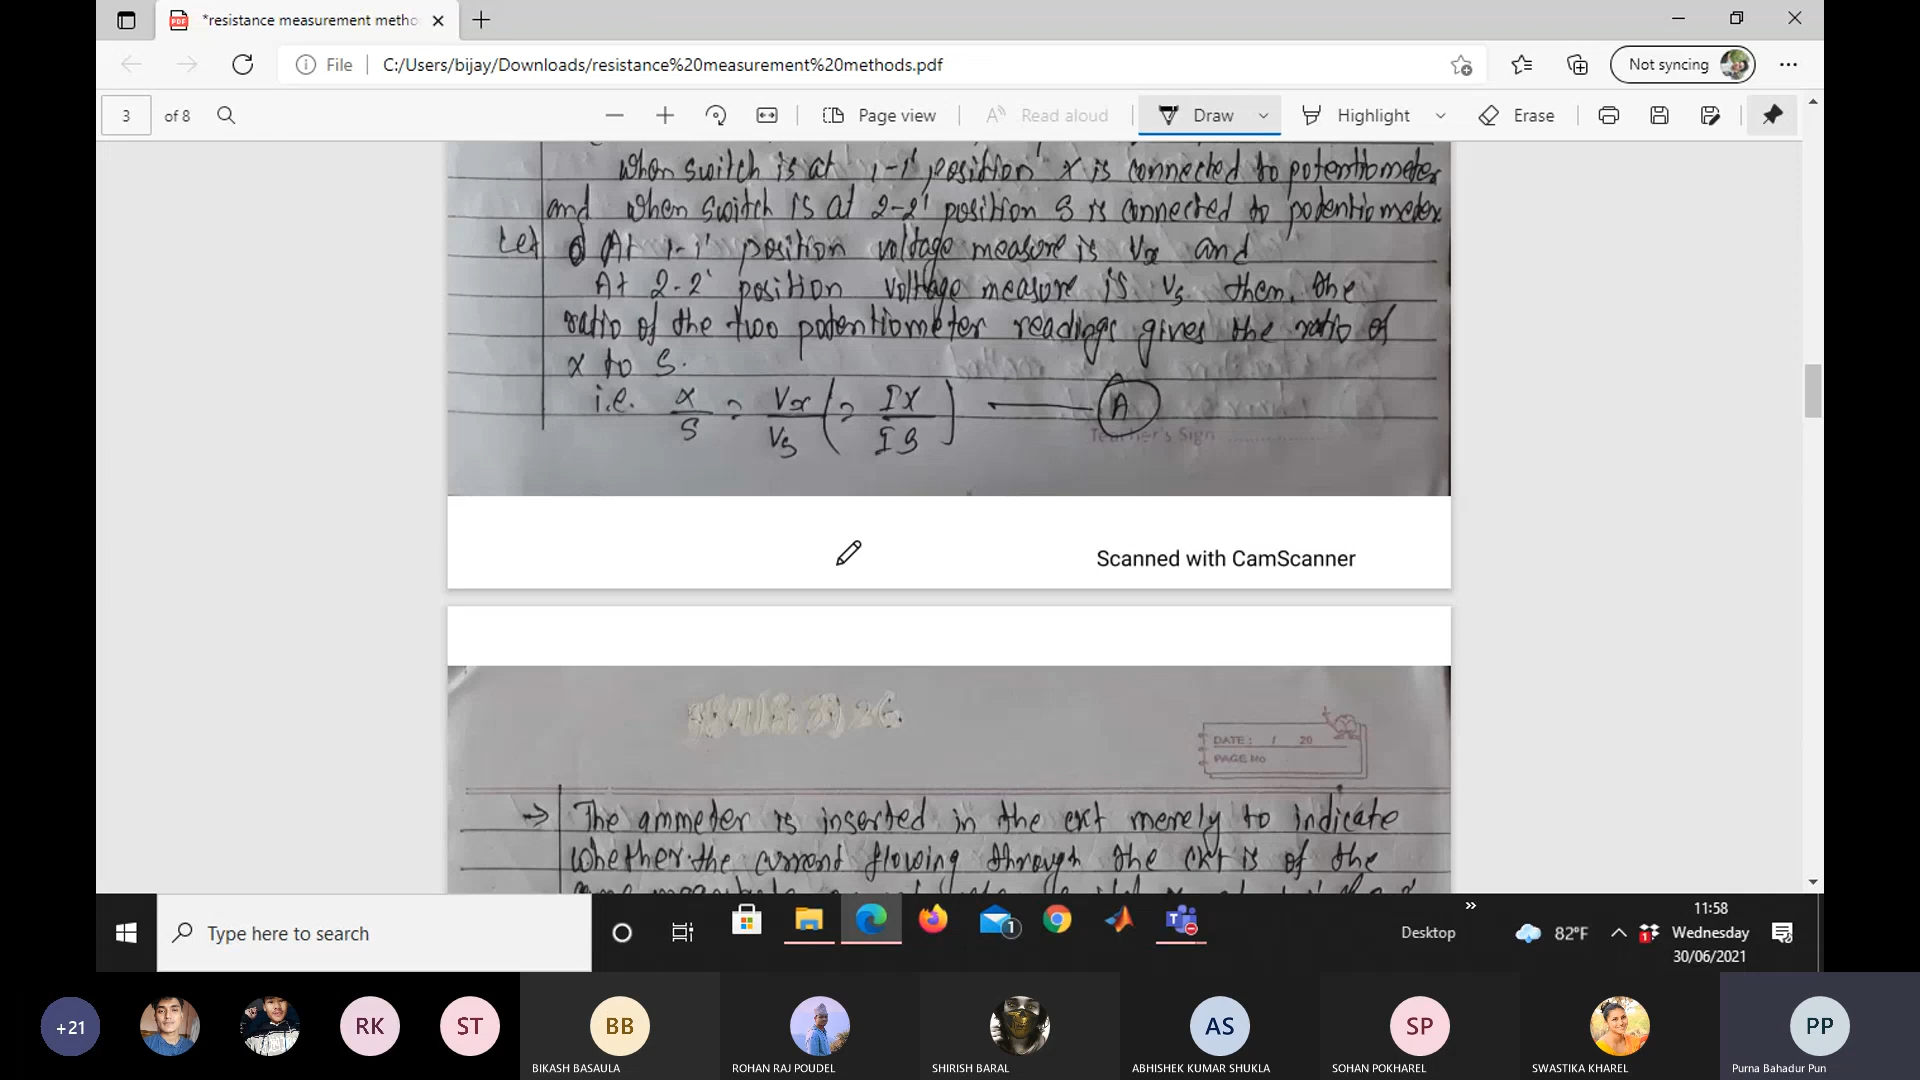 *resistance measurement metho
File
C:/Users/bijay/Downloads/resistance%20measurement%20methods.pdf
Not syncing
3 of 8
Page view
Read aloud
Draw
Highlight
Erase
when switch is at 1-1' position X is connected to potentiometer
and when switch is at 2-2' position S is connected to potentiometer
Let At 1-1' position voltage measure is Vx and
At 2-2' position voltage measure is Vs then, the
ratio of the two potentiometer readings gives the ratio of
X to S.
i.e. X/S = Vx/Vs (= IX/IS) A
Teacher's Sign ...............
Scanned with CamScanner
DATE: / 20
PAGE No
→ The ammeter is inserted in the ckt merely to indicate
whether the current flowing through the ckt is of the
Type here to search
1
Desktop
82°F
1
11:58
Wednesday
30/06/2021
+21
RK
ST
BB
AS
SP
PP
BIKASH BASAULA
ROHAN RAJ POUDEL
SHIRISH BARAL
ABHISHEK KUMAR SHUKLA
SOHAN POKHAREL
SWASTIKA KHAREL
Purna Bahadur Pun